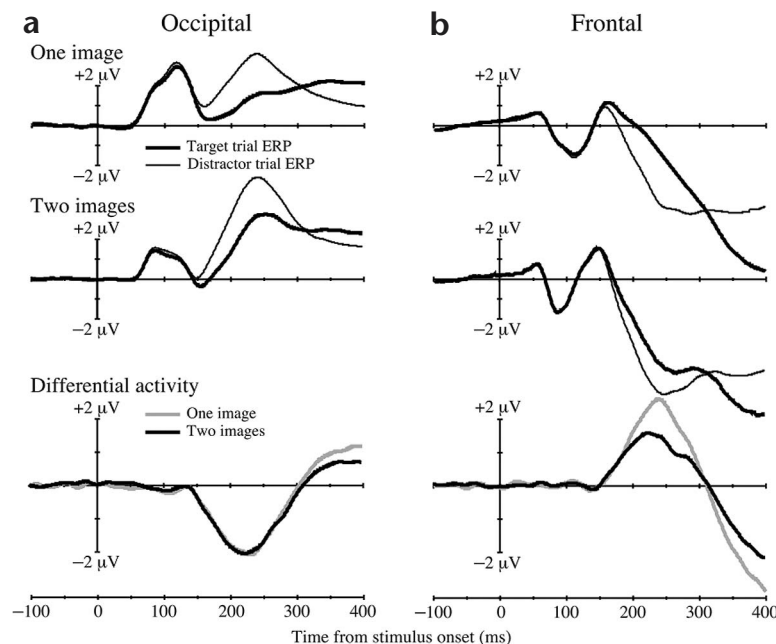 a Occipital
b Frontal
One image
+2 μV
−2 μV
Target trial ERP
Distractor trial ERP
+2 μV
−2 μV
Two images
+2 μV
−2 μV
+2 μV
−2 μV
Differential activity
+2 μV
−2 μV
One image
Two images
+2 μV
−2 μV
−100 0 100 200 300 400
−100 0 100 200 300 400
Time from stimulus onset (ms)